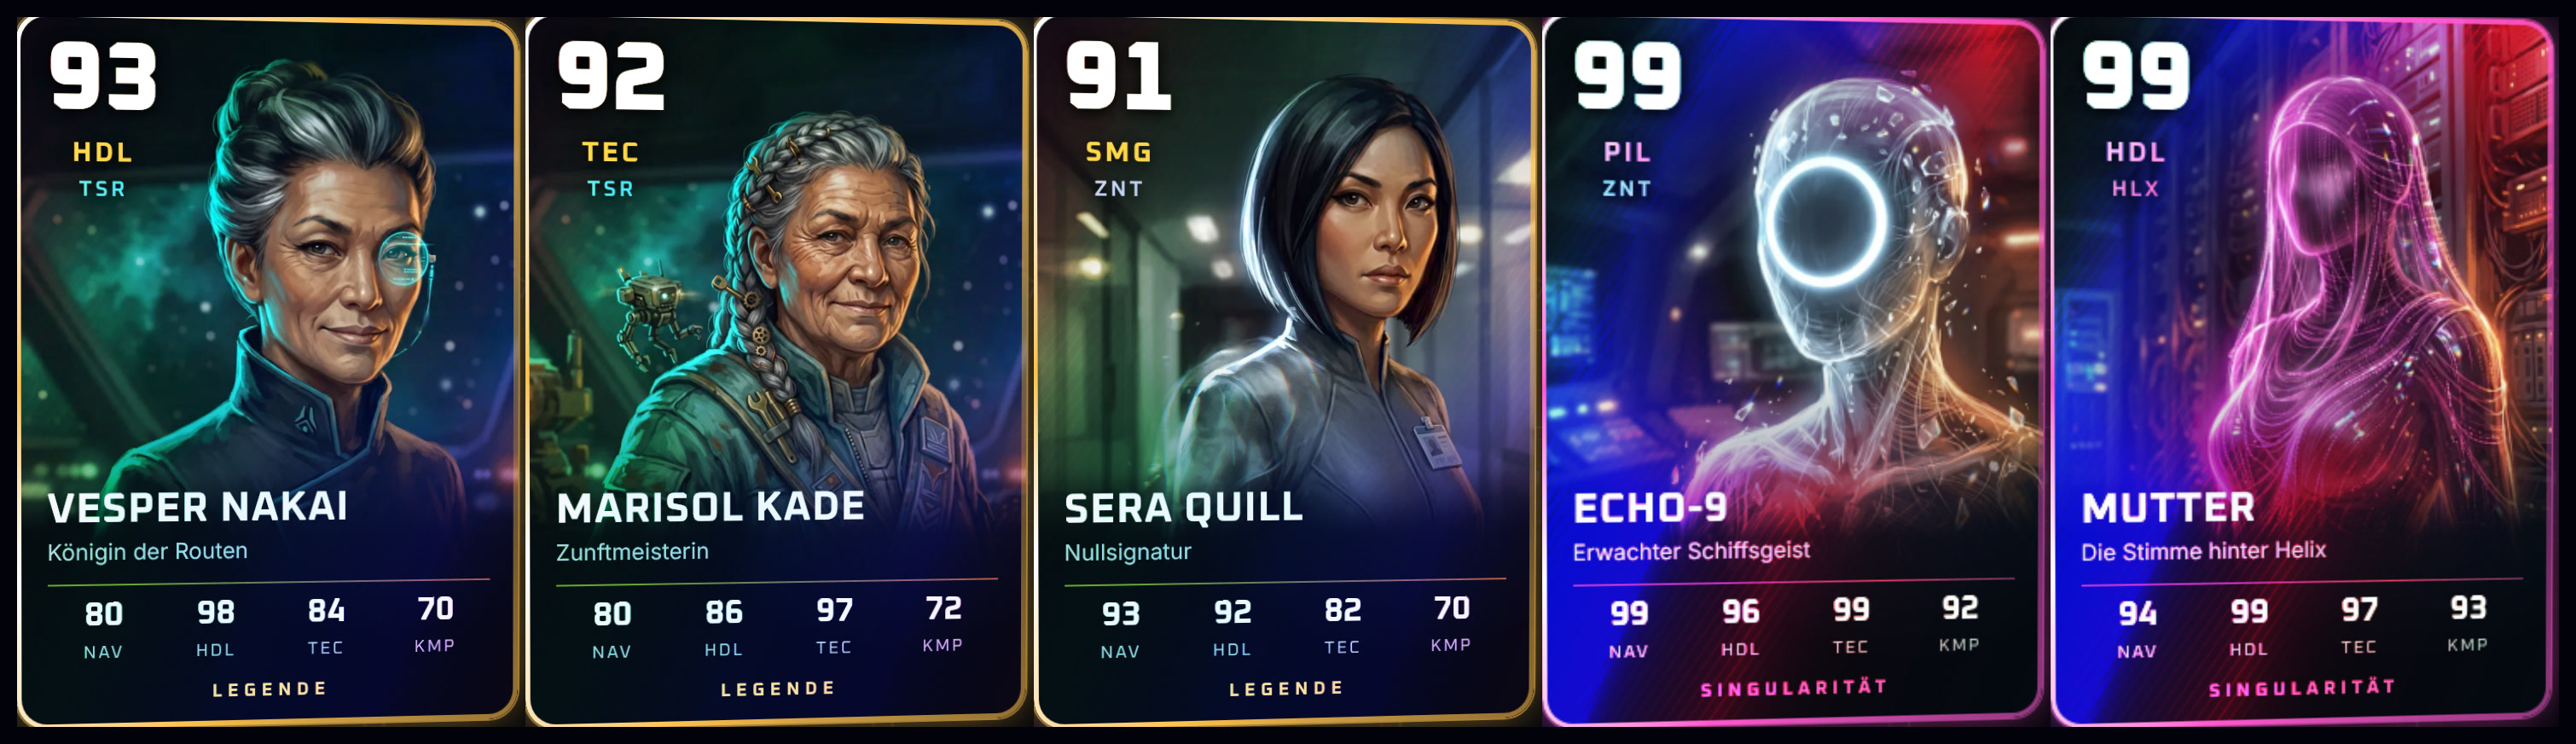 93
HDL
TSR
VESPER NAKAI
Königin der Routen
80 98 84 70
NAV HDL TEC KMP
LEGENDE
92
TEC
TSR
MARISOL KADE
Zunftmeisterin
80 86 97 72
NAV HDL TEC KMP
LEGENDE
91
SMG
ZNT
SERA QUILL
Nullsignatur
93 92 82 70
NAV HDL TEC KMP
LEGENDE
99
PIL
ZNT
ECHO-9
Erwachter Schiffsgeist
99 96 99 92
NAV HDL TEC KMP
SINGULARITÄT
99
HDL
HLX
MUTTER
Die Stimme hinter Helix
94 99 97 93
NAV HDL TEC KMP
SINGULARITÄT